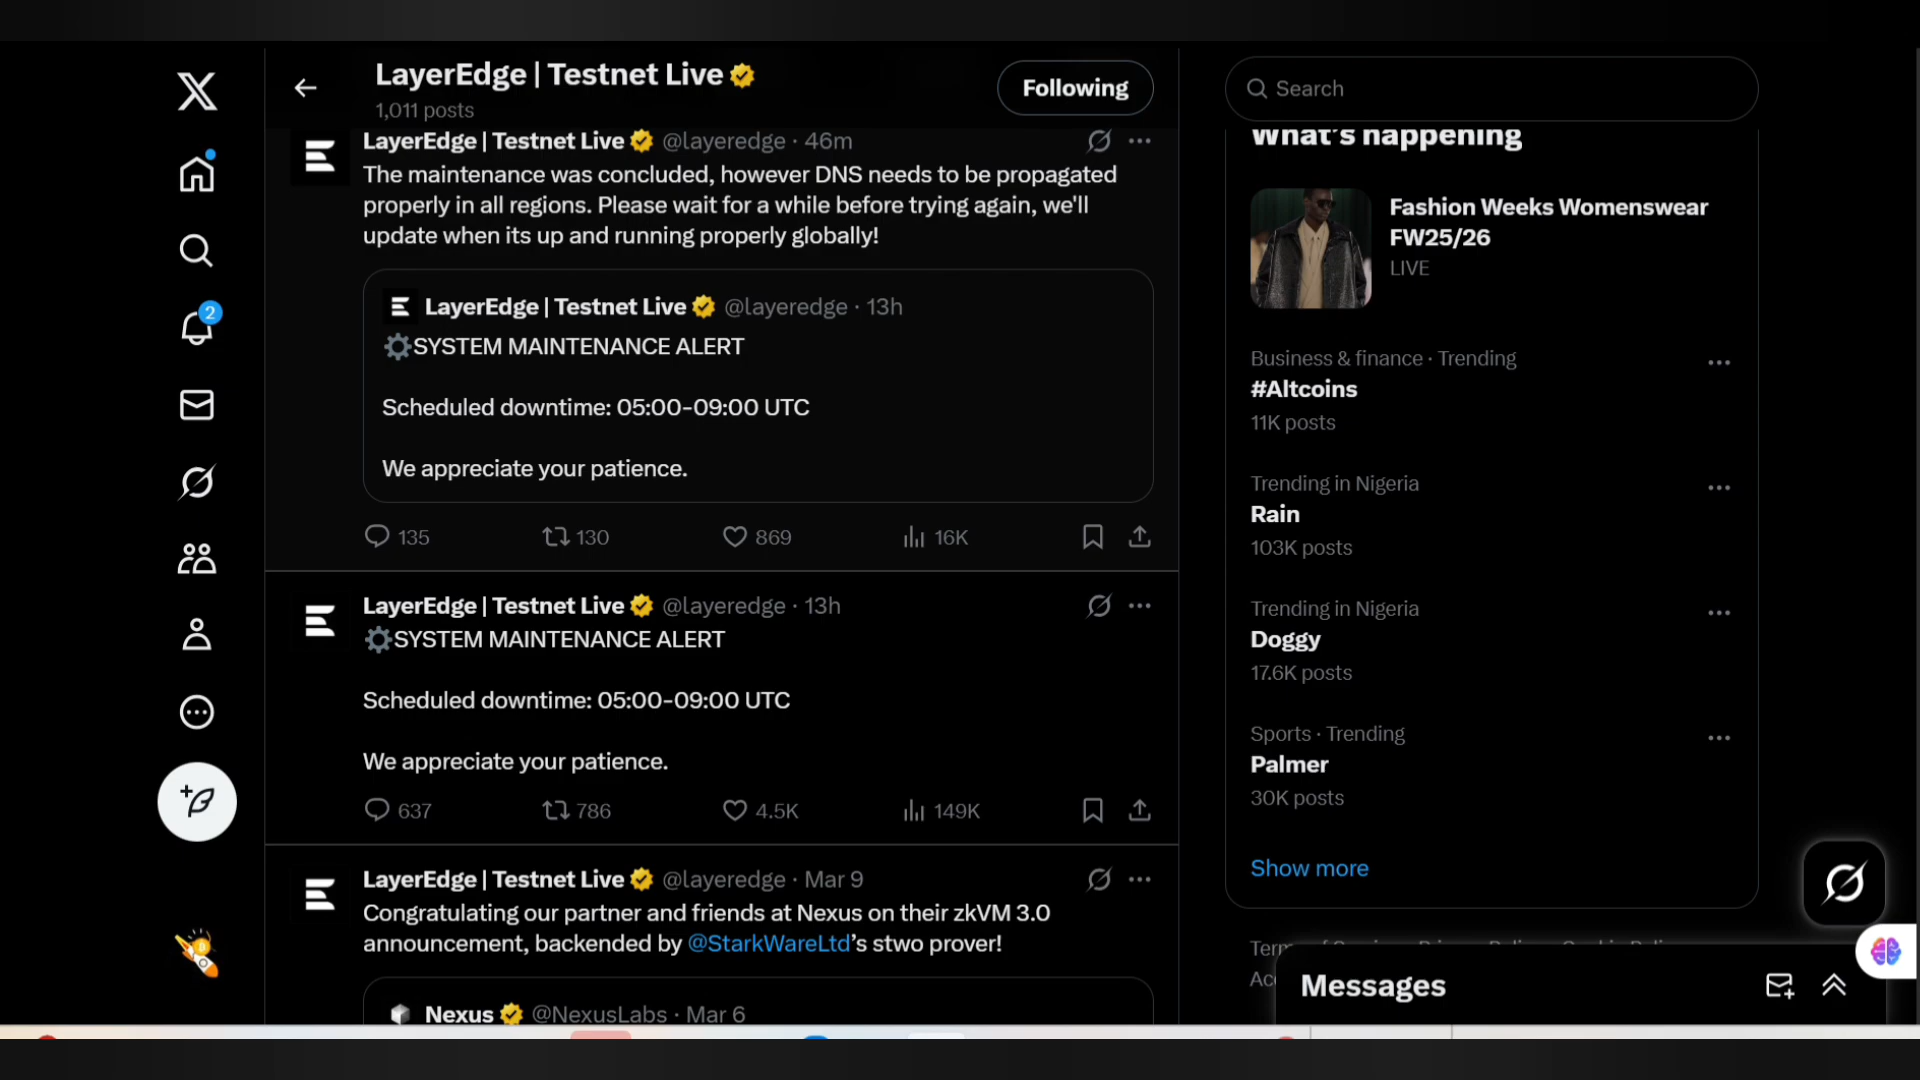 LayerEdge | Testnet Live
1,011 posts
Following
LayerEdge | Testnet Live @layeredge · 46m
The maintenance was concluded, however DNS needs to be propagated
properly in all regions. Please wait for a while before trying again, we'll
update when its up and running properly globally!
LayerEdge | Testnet Live @layeredge · 13h
SYSTEM MAINTENANCE ALERT
Scheduled downtime: 05:00-09:00 UTC
We appreciate your patience.
135 130 869 16K
LayerEdge | Testnet Live @layeredge · 13h
SYSTEM MAINTENANCE ALERT
Scheduled downtime: 05:00-09:00 UTC
We appreciate your patience.
637 786 4.5K 149K
LayerEdge | Testnet Live @layeredge · Mar 9
Congratulating our partner and friends at Nexus on their zkVM 3.0
announcement, backended by @StarkWareLtd's stwo prover!
Nexus @NexusLabs · Mar 6
2
Search
What's happening
Fashion Weeks Womenswear
FW25/26
LIVE
Business & finance · Trending
#Altcoins
11K posts
Trending in Nigeria
Rain
103K posts
Trending in Nigeria
Doggy
17.6K posts
Sports · Trending
Palmer
30K posts
Show more
Messages